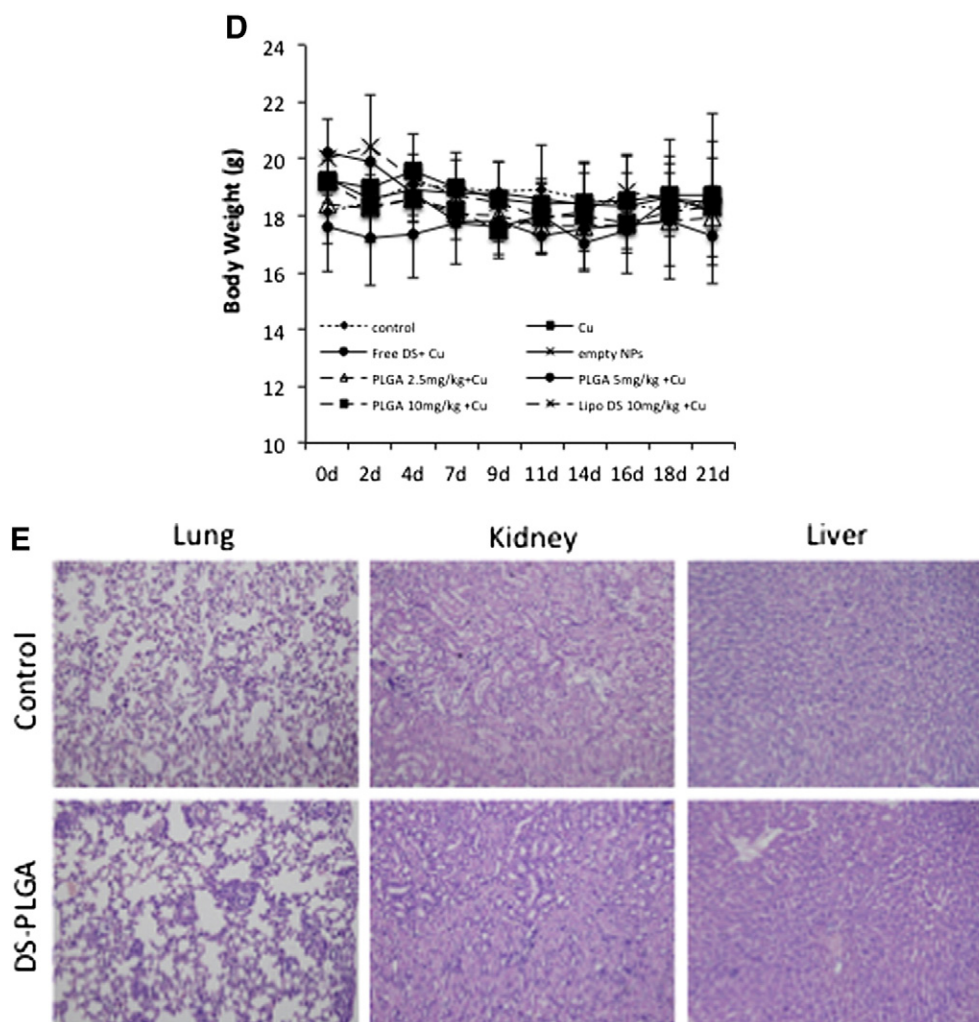 D
24
22
20
18
16
14
12
10
Body Weight (g)
control
Cu
Free DS+ Cu
empty NPs
PLGA 2.5mg/kg+Cu
PLGA 5mg/kg +Cu
PLGA 10mg/kg +Cu
Lipo DS 10mg/kg +Cu
0d 2d 4d 7d 9d 11d 14d 16d 18d 21d
E
Lung Kidney Liver
Control
DS-PLGA